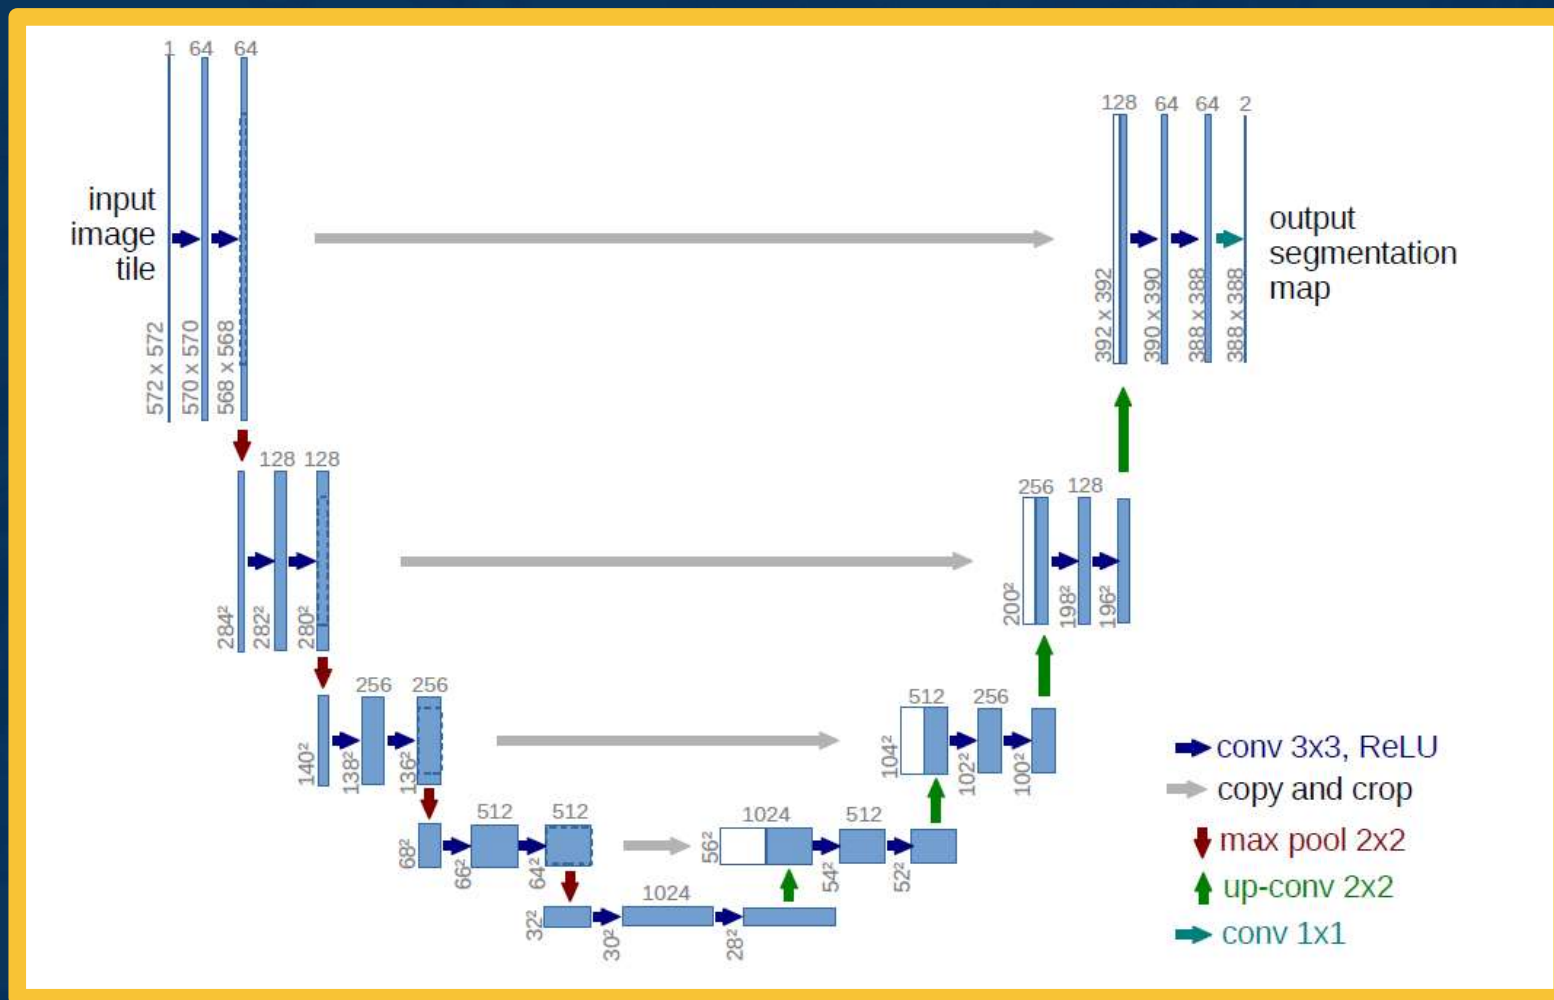 1 64 64
input
image
tile
572 x 572
570 x 570
568 x 568
128 64 64 2
output
segmentation
map
392 x 392
390 x 390
388 x 388
388 x 388
128 128
284²
282²
280²
256 128
200²
198²
196²
256 256
140²
138²
136²
512 256
104²
102²
100²
512 512
68²
66²
64²
1024 512
56²
54²
52²
1024
32²
30²
28²
conv 3x3, ReLU
copy and crop
max pool 2x2
up-conv 2x2
conv 1x1